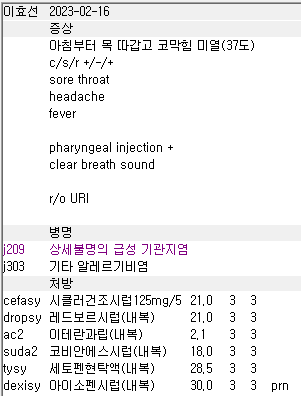 이효선 2023-02-16
증상
아침부터 목 따갑고 코막힘 미열(37도)
c/s/r +/-/+
sore throat
headache
fever
pharyngeal injection +
clear breath sound
r/o URI
병명
j209 상세불명의 급성 기관지염
j303 기타 알레르기비염
처방
cefasy 시클러건조시럽125mg/5 21,0 3 3
dropsy 레드보르시럽(내복) 21,0 3 3
ac2 이테란과립(내복) 2,1 3 3
suda2 코비안에스시럽(내복) 18,0 3 3
tysy 세토펜현탁액(내복) 28,5 3 3
dexisy 아이소펜시럽(내복) 30,0 3 3 prn